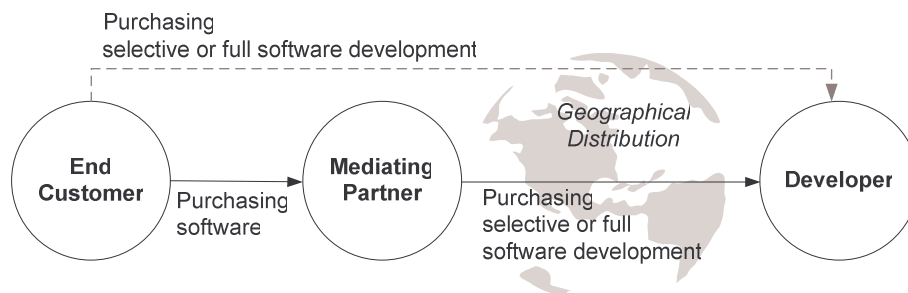 Purchasing
selective or full software development
Geographical
Distribution
End
Customer
Mediating
Partner
Developer
Purchasing
software
Purchasing
selective or full
software development